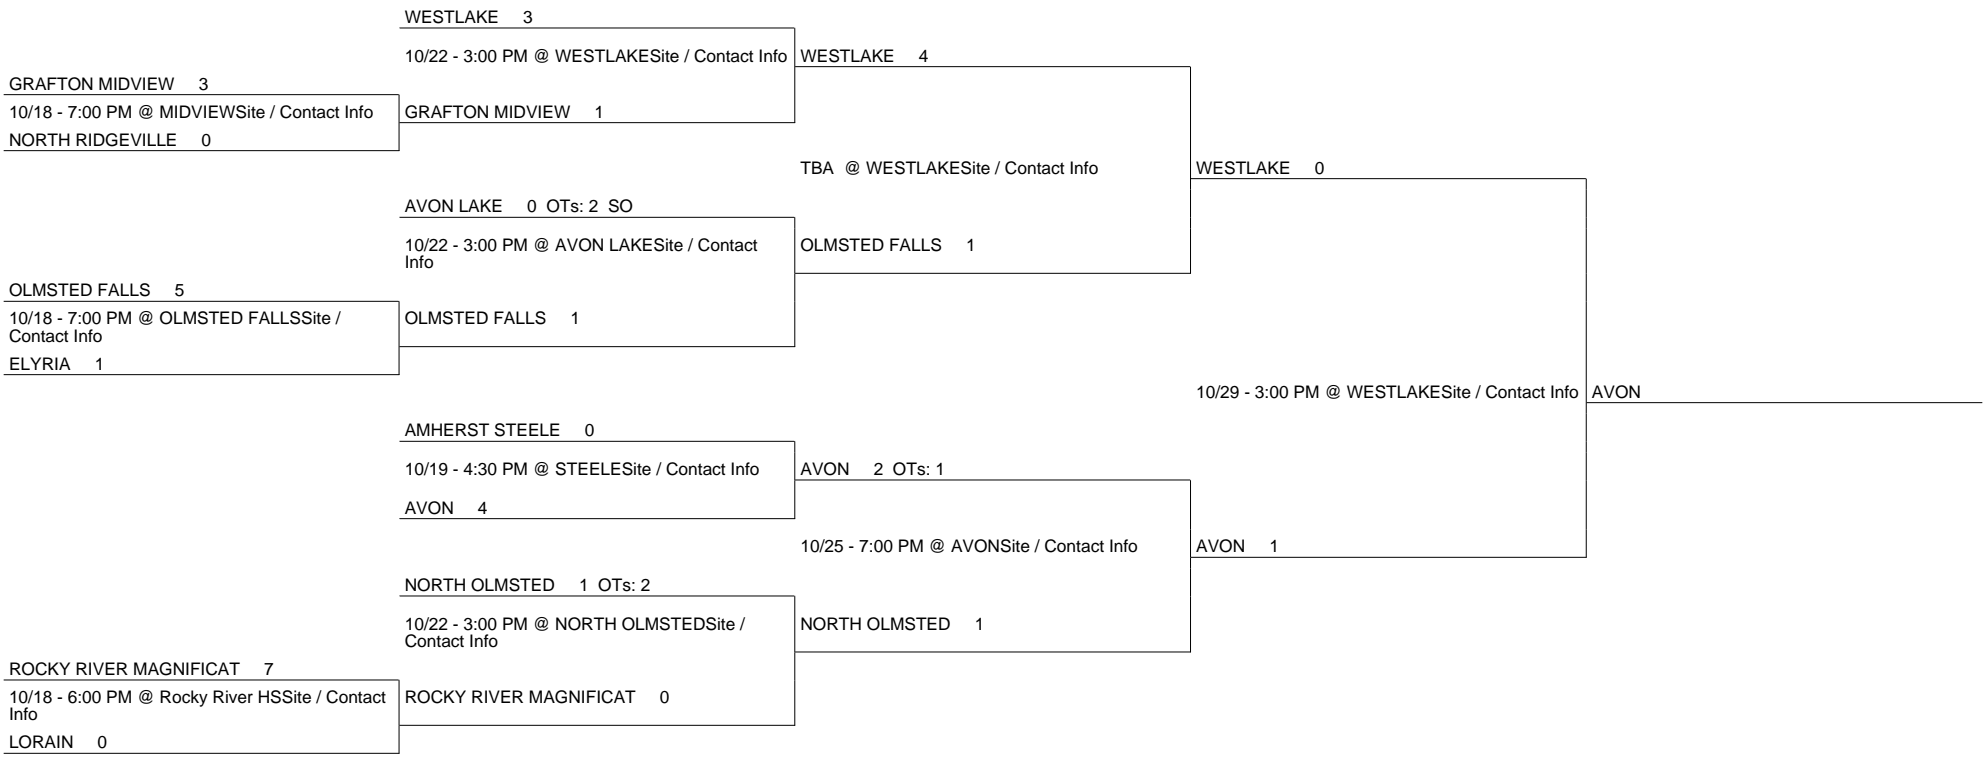 WESTLAKE 3
10/22 - 3:00 PM @ WESTLAKESite / Contact Info
GRAFTON MIDVIEW 3
10/18 - 7:00 PM @ MIDVIEWSite / Contact Info
NORTH RIDGEVILLE 0
GRAFTON MIDVIEW 1
WESTLAKE 4
TBA @ WESTLAKESite / Contact Info
AVON LAKE 0 OTs: 2 SO
10/22 - 3:00 PM @ AVON LAKESite / Contact
Info
OLMSTED FALLS 5
10/18 - 7:00 PM @ OLMSTED FALLSSite /
Contact Info
ELYRIA 1
OLMSTED FALLS 1
OLMSTED FALLS 1
WESTLAKE 0
10/29 - 3:00 PM @ WESTLAKESite / Contact Info
AVON
AMHERST STEELE 0
10/19 - 4:30 PM @ STEELESite / Contact Info
AVON 4
AVON 2 OTs: 1
10/25 - 7:00 PM @ AVONSite / Contact Info
AVON 1
NORTH OLMSTED 1 OTs: 2
10/22 - 3:00 PM @ NORTH OLMSTEDSite /
Contact Info
NORTH OLMSTED 1
ROCKY RIVER MAGNIFICAT 7
10/18 - 6:00 PM @ Rocky River HSSite / Contact
Info
LORAIN 0
ROCKY RIVER MAGNIFICAT 0